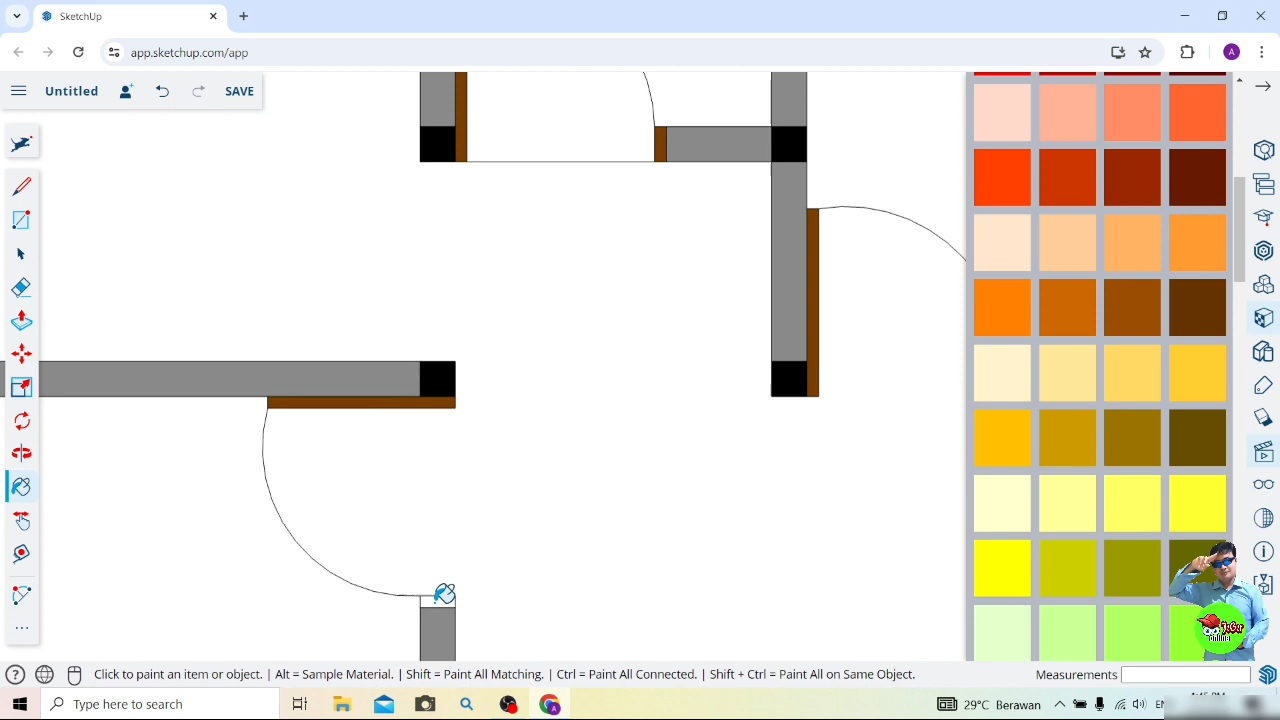 SketchUp
app.sketchup.com/app
Untitled
SAVE
Click to paint an item or object. | Alt = Sample Material. | Shift = Paint All Matching. | Ctrl = Paint All Connected. | Shift + Ctrl = Paint All on Same Object.
Measurements
Type here to search
29°C Berawan
A
A